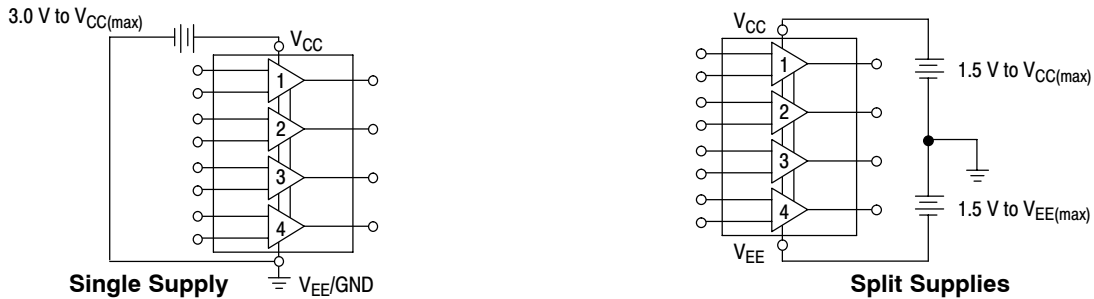 3.0 V to VCC(max)
VCC
1
2
3
4
VEE/GND
Single Supply
VCC
1
2
3
4
VEE
1.5 V to VCC(max)
1.5 V to VEE(max)
Split Supplies